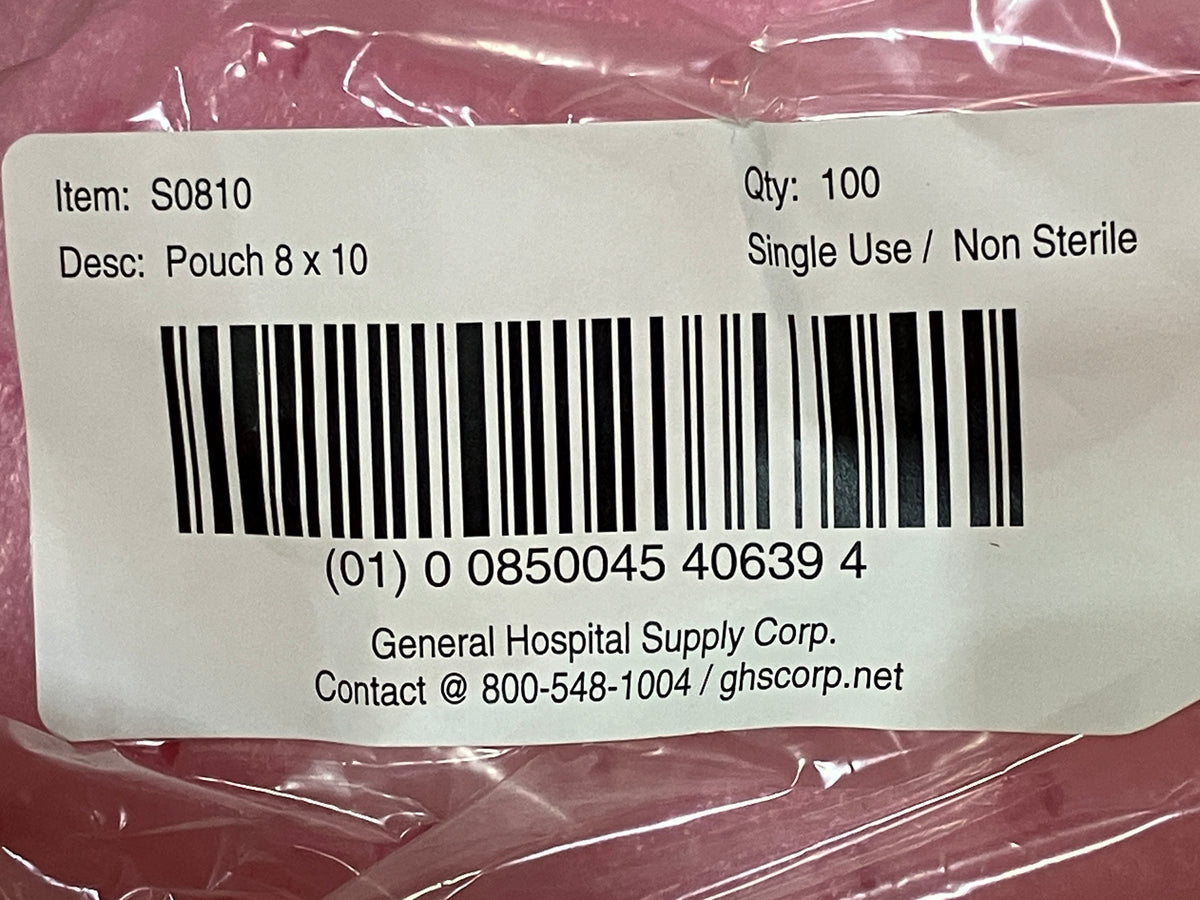 Item: S0810
Qty: 100
Desc: Pouch 8 x 10
Single Use / Non Sterile
(01) 0 0850045 40639 4
General Hospital Supply Corp.
Contact @ 800-548-1004 / ghscorp.net